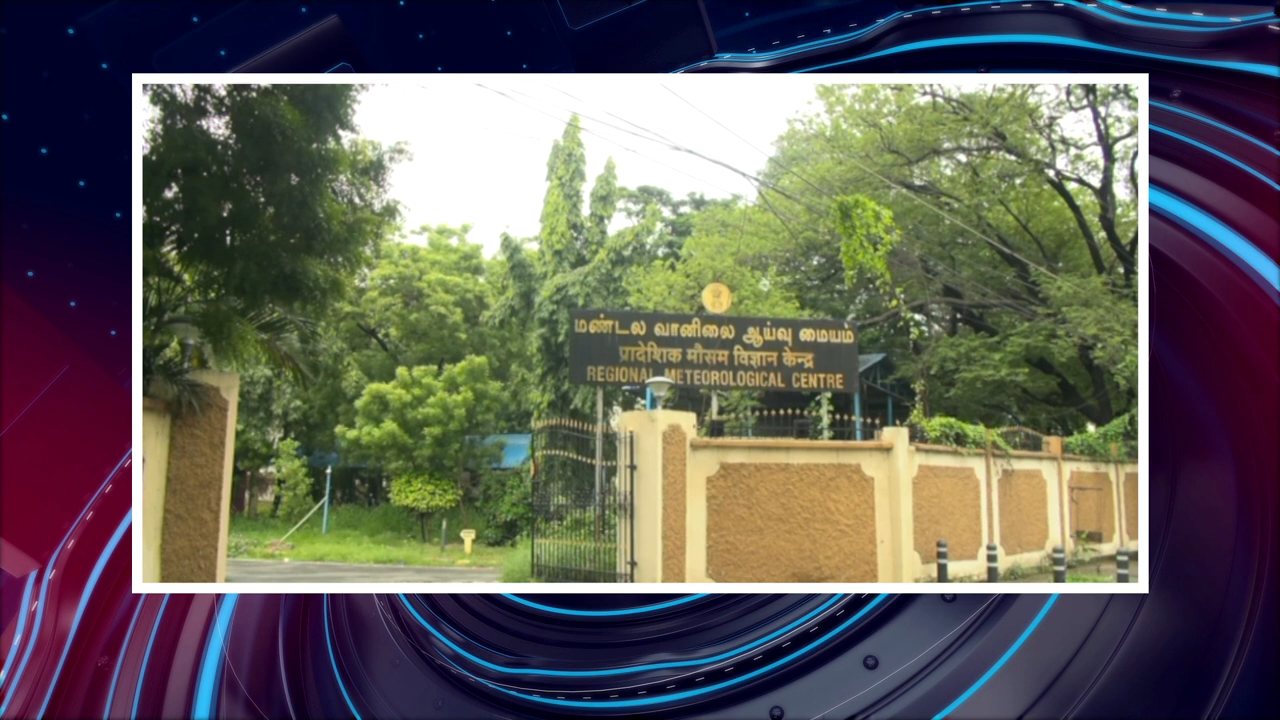 மண்டல வானிலை ஆய்வு மையம்
प्रादेशिक मौसम विज्ञान केन्द्र
REGIONAL METEOROLOGICAL CENTRE